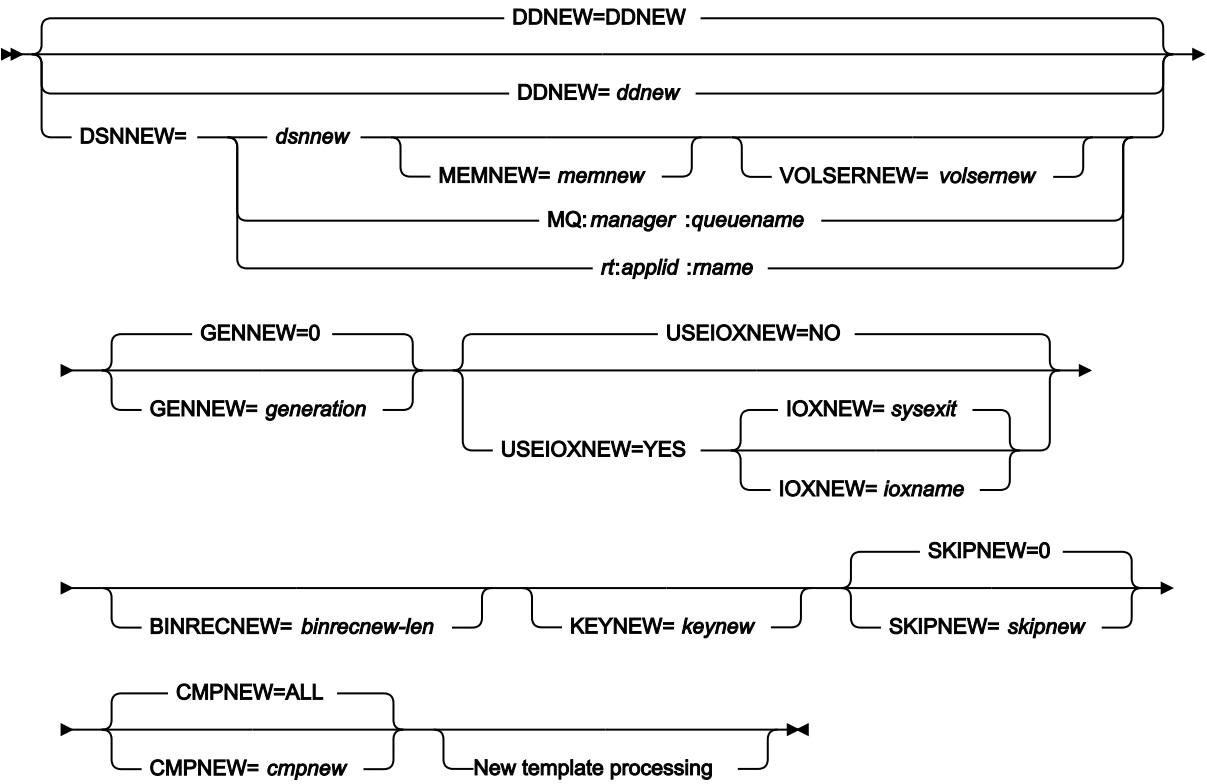 DDNEW=DDNEW
DDNEW= ddnew
DSNNEW= dsnnew
MEMNEW= memnew VOLSERNEW= volsernew
MQ:manager :queuename
rt:applid :rname
GENNEW=0 USEIOXNEW=NO
GENNEW= generation IOXNEW= sysexit
USEIOXNEW=YES
IOXNEW= ioxname
SKIPNEW=0
BINRECNEW= binrecnew-len KEYNEW= keynew SKIPNEW= skipnew
CMPNEW=ALL
CMPNEW= cmpnew New template processing